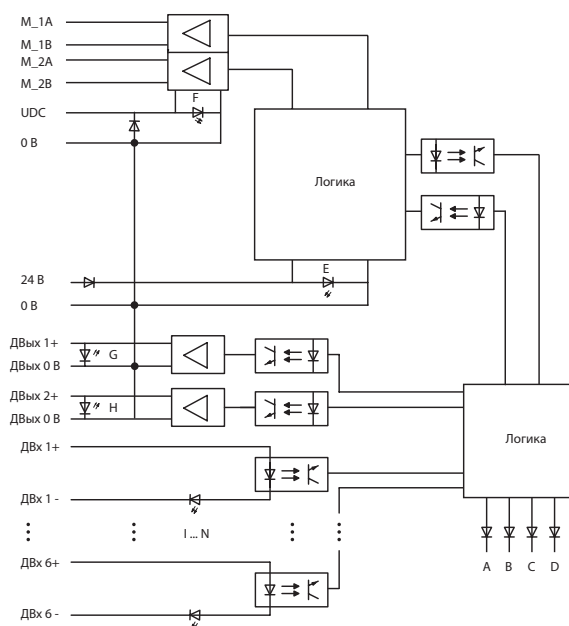 M_1A
M_1B
M_2A
M_2B
F
UDC
0 В
Логика
E
24 В
0 В
ДВых 1+
G
ДВых 0 В
ДВых 2+
H
ДВых 0 В
Логика
ДВх 1+
ДВх 1 -
I ... N
ДВх 6+
A B C D
ДВх 6 -